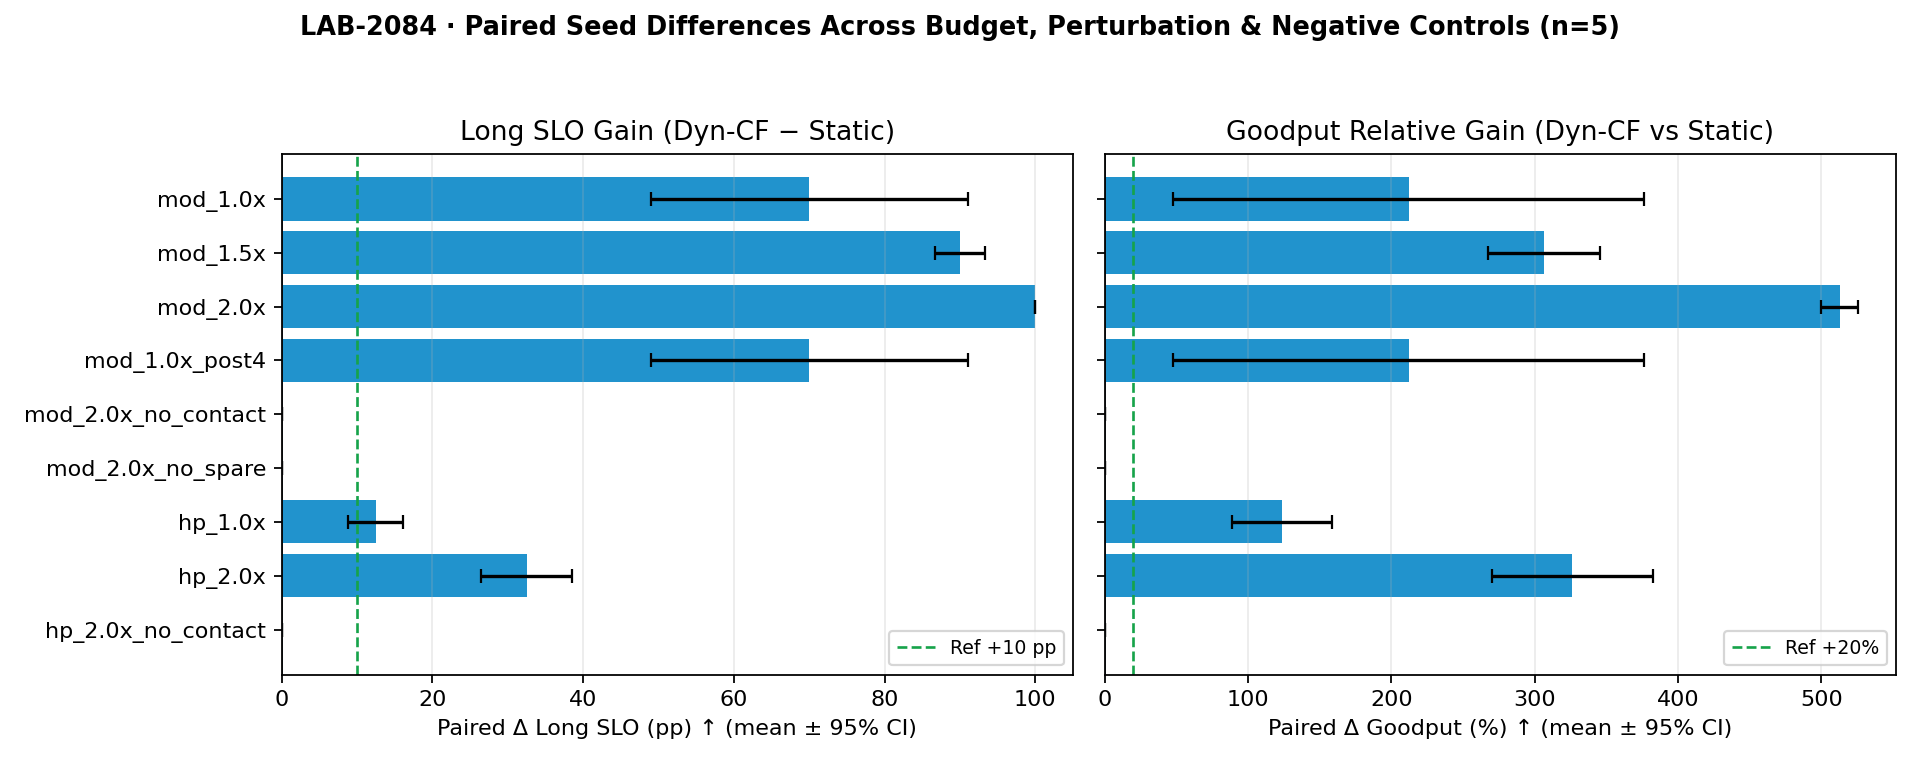 LAB-2084 · Paired Seed Differences Across Budget, Perturbation & Negative Controls (n=5)
Long SLO Gain (Dyn-CF − Static)
mod_1.0x
mod_1.5x
mod_2.0x
mod_1.0x_post4
mod_2.0x_no_contact
mod_2.0x_no_spare
hp_1.0x
hp_2.0x
hp_2.0x_no_contact
Ref +10 pp
0 20 40 60 80 100
Paired Δ Long SLO (pp) ↑ (mean ± 95% CI)
Goodput Relative Gain (Dyn-CF vs Static)
Ref +20%
0 100 200 300 400 500
Paired Δ Goodput (%) ↑ (mean ± 95% CI)